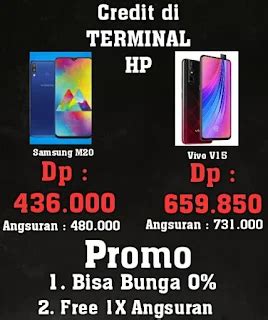 Credit di
TERMINAL
HP
Samsung M20
Vivo V15
Dp :
Dp :
436.000
659.850
Angsuran : 480.000
Angsuran : 731.000
Promo
1. Bisa Bunga 0%
2. Free 1X Angsuran